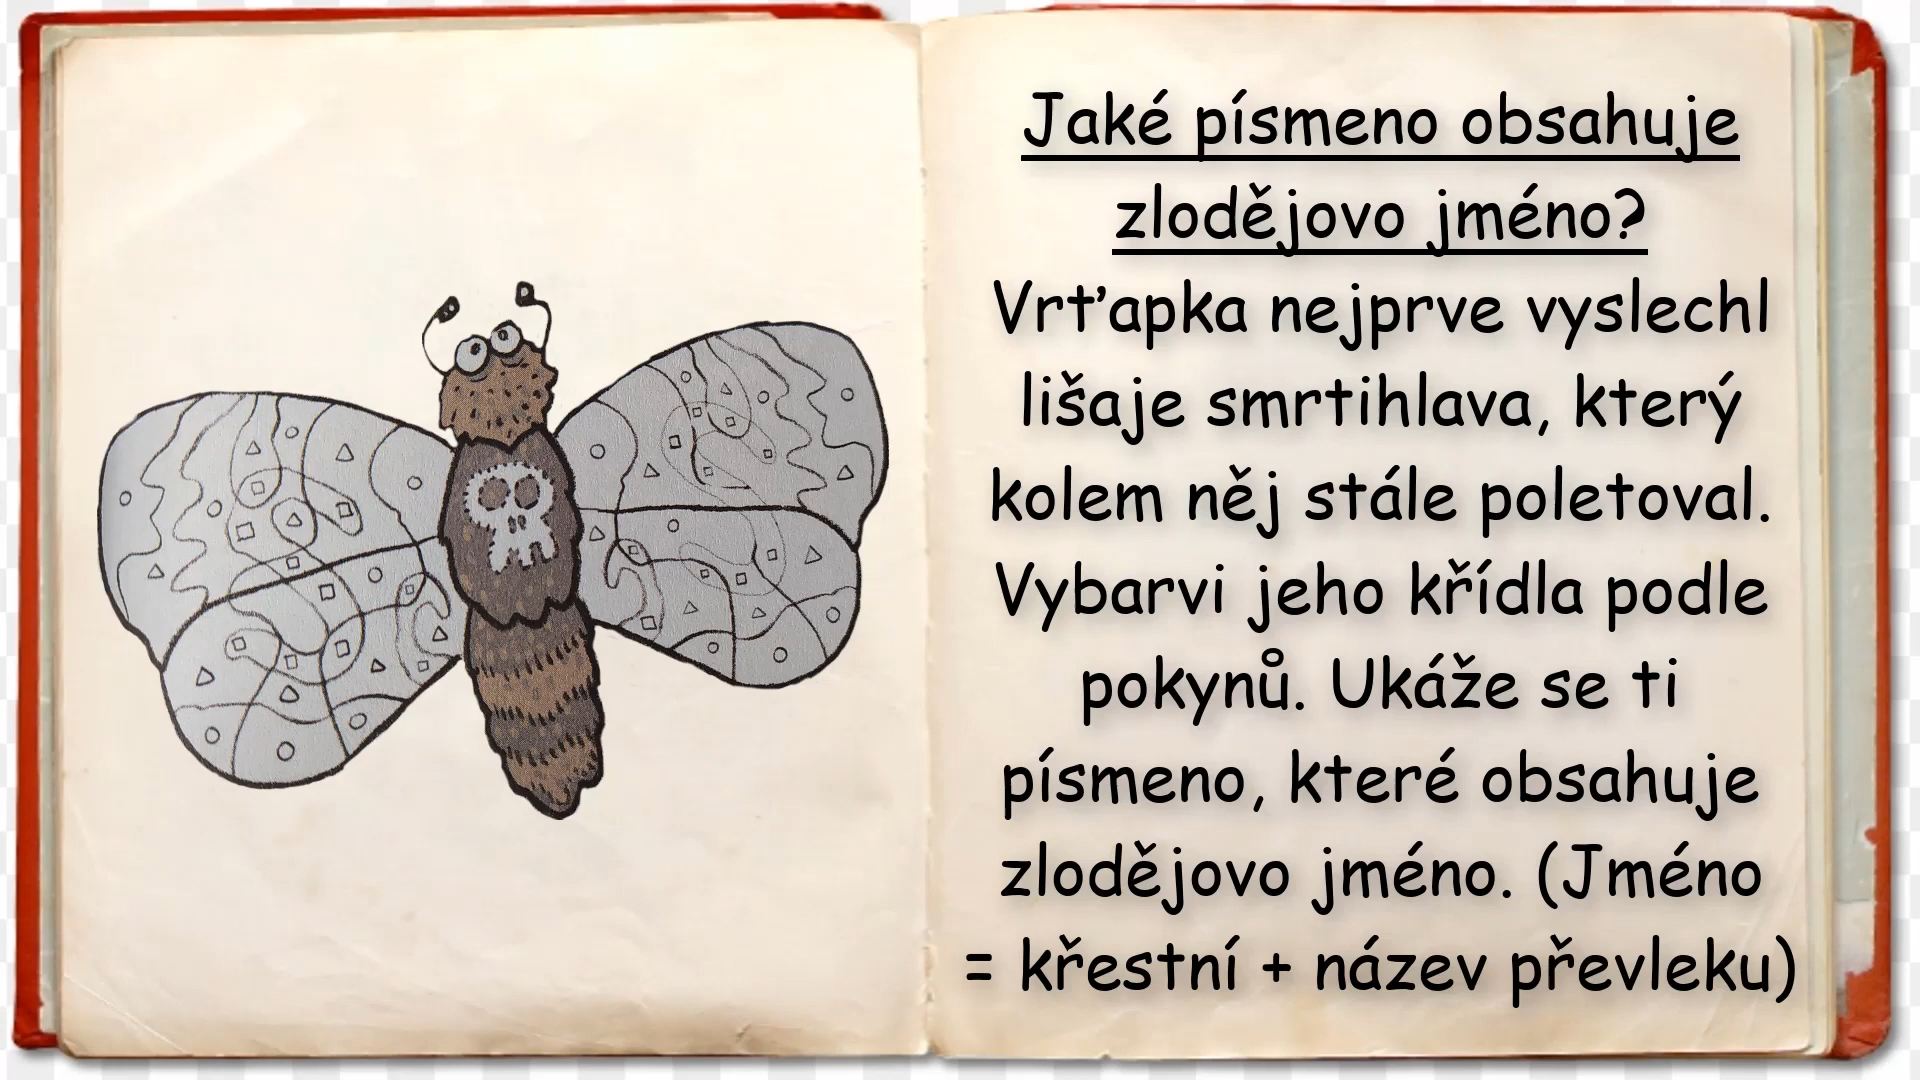 Jaké písmeno obsahuje
zlodějovo jméno?
Vrťapka nejprve vyslechl
lišaje smrtihlava, který
kolem něj stále poletoval.
Vybarvi jeho křídla podle
pokynů. Ukáže se ti
písmeno, které obsahuje
zlodějovo jméno. (Jméno
= křestní + název převleku)